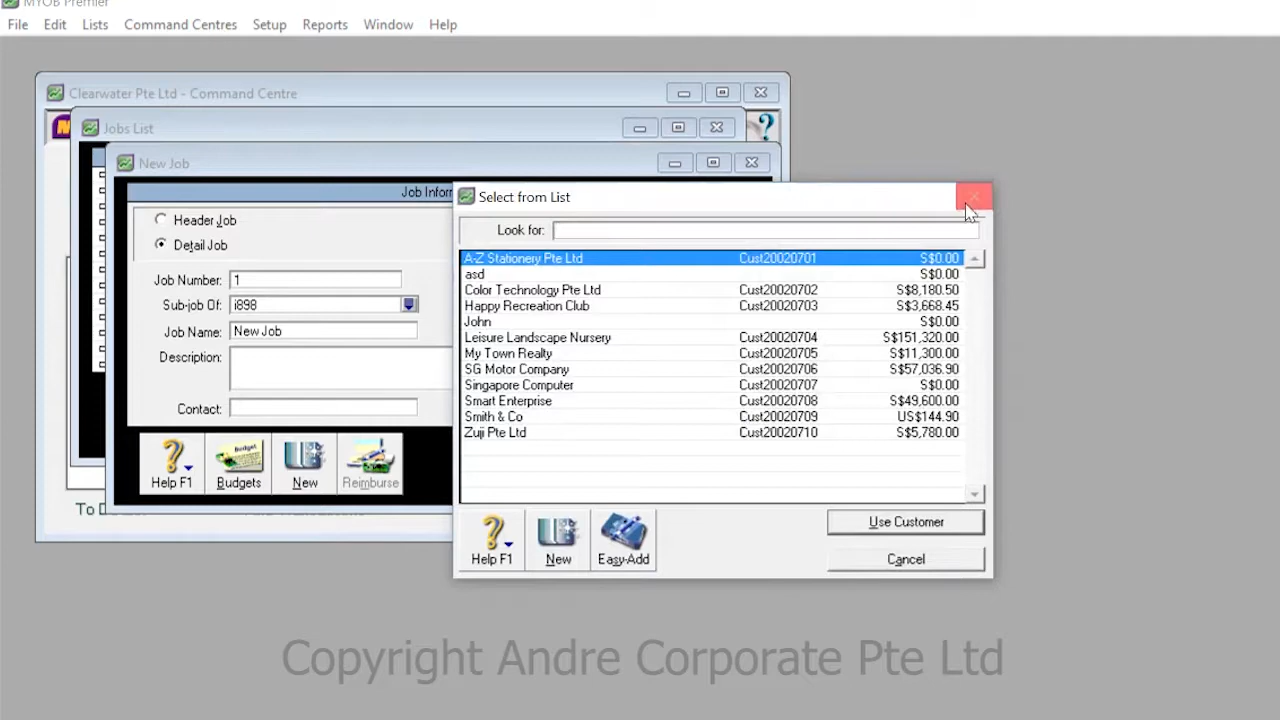 MYOB Premier
File Edit Lists Command Centres Setup Reports Window Help
Clearwater Pte Ltd - Command Centre
Jobs List
New Job
Job Infor
Header Job
Detail Job
Job Number: 1
Sub-job Of: i898
Job Name: New Job
Description:
Contact:
Help F1 Budgets New Reimburse
Budget
To D
Select from List
Look for:
A-Z Stationery Pte Ltd Cust20020701 S$0.00
asd S$0.00
Color Technology Pte Ltd Cust20020702 S$8,180.50
Happy Recreation Club Cust20020703 S$3,668.45
John S$0.00
Leisure Landscape Nursery Cust20020704 S$151,320.00
My Town Realty Cust20020705 S$11,300.00
SG Motor Company Cust20020706 S$57,036.90
Singapore Computer Cust20020707 S$0.00
Smart Enterprise Cust20020708 S$49,600.00
Smith & Co Cust20020709 US$144.90
Zuji Pte Ltd Cust20020710 S$5,780.00
Help F1 New Easy-Add
Use Customer
Cancel
Copyright Andre Corporate Pte Ltd